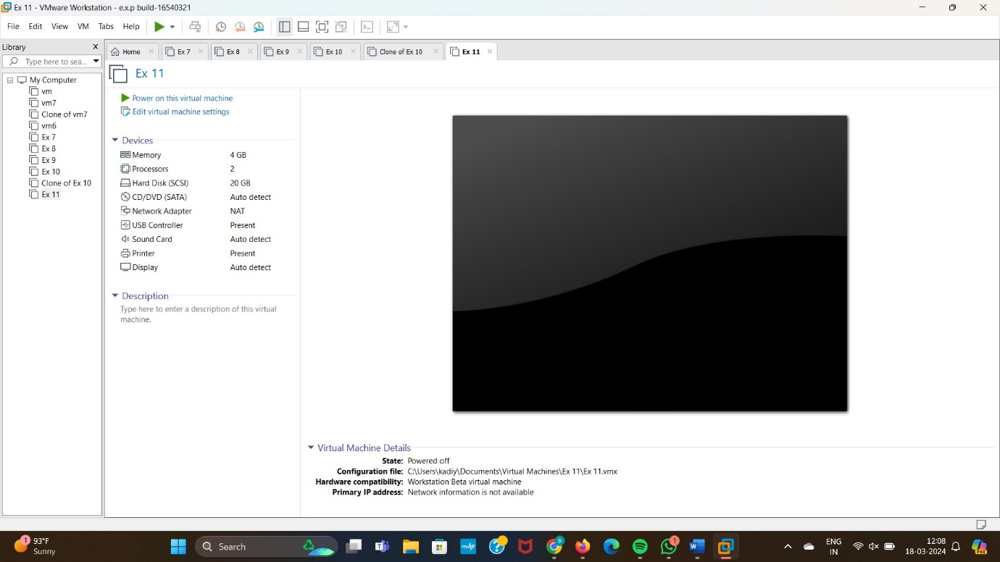 Ex 11 - VMware Workstation - e.x.p build-16540321
File Edit View VM Tabs Help
Library
Type here to sea...
My Computer
vm
vm7
Clone of vm7
vm6
Ex 7
Ex 8
Ex 9
Ex 10
Clone of Ex 10
Ex 11
Home Ex 7 Ex 8 Ex 9 Ex 10 Clone of Ex 10 Ex 11
Ex 11
Power on this virtual machine
Edit virtual machine settings
Devices
Memory 4 GB
Processors 2
Hard Disk (SCSI) 20 GB
CD/DVD (SATA) Auto detect
Network Adapter NAT
USB Controller Present
Sound Card Auto detect
Printer Present
Display Auto detect
Description
Type here to enter a description of this virtual
machine.
Virtual Machine Details
State: Powered off
Configuration file: C:\Users\kadiy\Documents\Virtual Machines\Ex 11\Ex 11.vmx
Hardware compatibility: Workstation Beta virtual machine
Primary IP address: Network information is not available
1
93°F
Sunny
Search
myhp
B
1
W
ENG
IN
12:08
18-03-2024
PRE